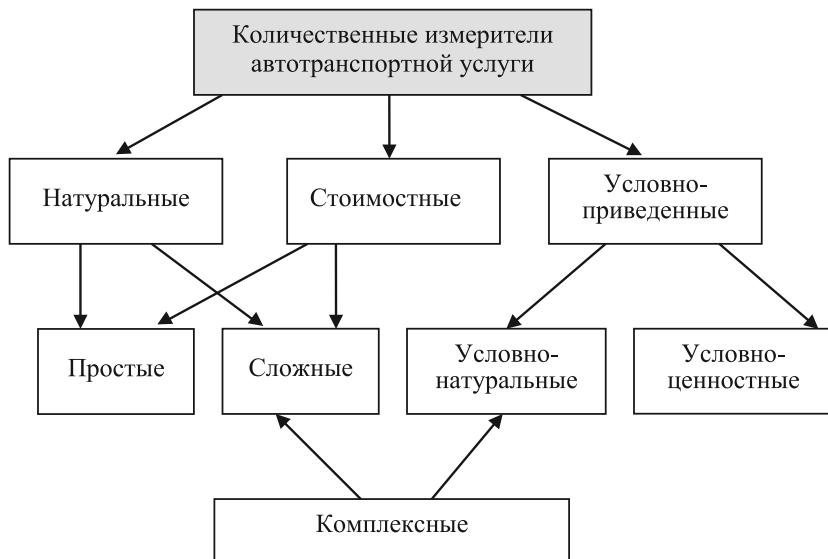 Количественные измерители
автотранспортной услуги
Натуральные
Стоимостные
Условно-
приведенные
Простые
Сложные
Условно-
натуральные
Условно-
ценностные
Комплексные